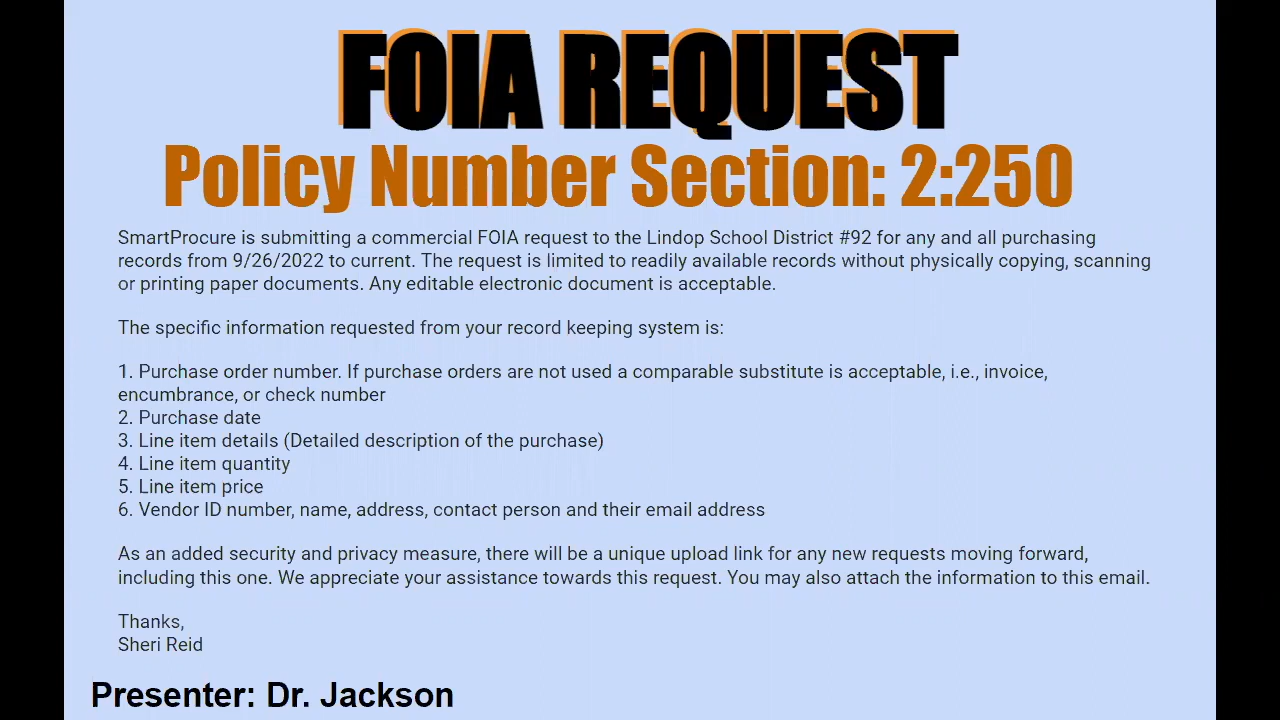 FOIA REQUEST
Policy Number Section: 2:250
SmartProcure is submitting a commercial FOIA request to the Lindop School District #92 for any and all purchasing
records from 9/26/2022 to current. The request is limited to readily available records without physically copying, scanning
or printing paper documents. Any editable electronic document is acceptable.
The specific information requested from your record keeping system is:
1. Purchase order number. If purchase orders are not used a comparable substitute is acceptable, i.e., invoice,
encumbrance, or check number
2. Purchase date
3. Line item details (Detailed description of the purchase)
4. Line item quantity
5. Line item price
6. Vendor ID number, name, address, contact person and their email address
As an added security and privacy measure, there will be a unique upload link for any new requests moving forward,
including this one. We appreciate your assistance towards this request. You may also attach the information to this email.
Thanks,
Sheri Reid
Presenter: Dr. Jackson